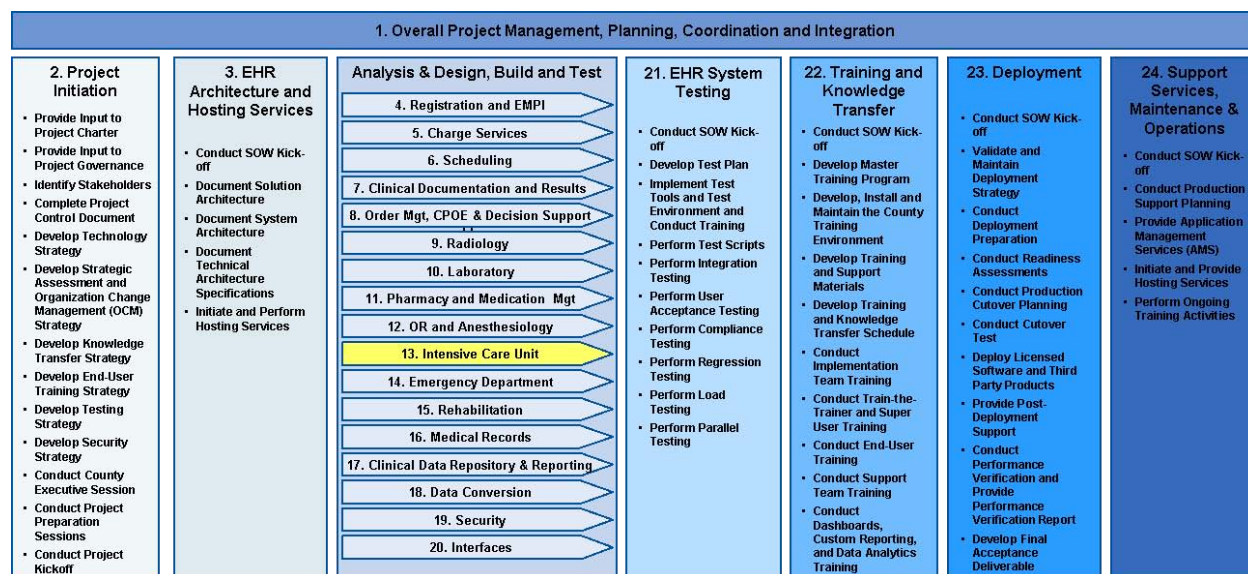 1. Overall Project Management, Planning, Coordination and Integration
2. Project
Initiation
• Provide Input to
Project Charter
• Provide Input to
Project Governance
• Identify Stakeholders
• Complete Project
Control Document
• Develop Technology
Strategy
• Develop Strategic
Assessment and
Organization Change
Management (OCM)
Strategy
• Develop Knowledge
Transfer Strategy
• Develop End-User
Training Strategy
• Develop Testing
Strategy
• Develop Security
Strategy
• Conduct County
Executive Session
• Conduct Project
Preparation
Sessions
• Conduct Project
Kickoff
3. EHR
Architecture and
Hosting Services
• Conduct SOW Kick-
off
• Document Solution
Architecture
• Document System
Architecture
• Document
Technical
Architecture
Specifications
• Initiate and Perform
Hosting Services
Analysis & Design, Build and Test
4. Registration and EMPI
5. Charge Services
6. Scheduling
7. Clinical Documentation and Results
8. Order Mgt, CPOE & Decision Support
9. Radiology
10. Laboratory
11. Pharmacy and Medication Mgt
12. OR and Anesthesiology
13. Intensive Care Unit
14. Emergency Department
15. Rehabilitation
16. Medical Records
17. Clinical Data Repository & Reporting
18. Data Conversion
19. Security
20. Interfaces
21. EHR System
Testing
• Conduct SOW Kick-
off
• Develop Test Plan
• Implement Test
Tools and Test
Environment and
Conduct Training
• Perform Test Scripts
• Perform Integration
Testing
• Perform User
Acceptance Testing
• Perform Compliance
Testing
• Perform Regression
Testing
• Perform Load
Testing
• Perform Parallel
Testing
22. Training and
Knowledge
Transfer
• Conduct SOW Kick-
off
• Develop Master
Training Program
• Develop, Install and
Maintain the County
Training
Environment
• Develop Training
and Support
Materials
• Develop Training
and Knowledge
Transfer Schedule
• Conduct
Implementation
Team Training
• Conduct Train-the-
Trainer and Super
User Training
• Conduct End-User
Training
• Conduct Support
Team Training
• Conduct
Dashboards,
Custom Reporting,
and Data Analytics
Training
23. Deployment
• Conduct SOW Kick-
off
• Validate and
Maintain
Deployment
Strategy
• Conduct
Deployment
Preparation
• Conduct Readiness
Assessments
• Conduct Production
Cutover Planning
• Conduct Cutover
Test
• Deploy Licensed
Software and Third
Party Products
• Provide Post-
Deployment
Support
• Conduct
Performance
Verification and
Provide
Performance
Verification Report
• Develop Final
Acceptance
Deliverable
24. Support
Services,
Maintenance &
Operations
• Conduct SOW Kick-
off
• Conduct Production
Support Planning
• Provide Application
Management
Services (AMS)
• Initiate and Provide
Hosting Services
• Perform Ongoing
Training Activities